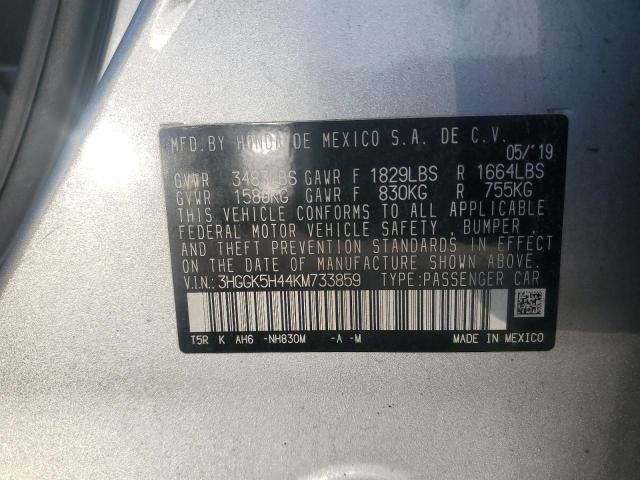 MFD.BY HONDA DE MEXICO S.A. DE C.V.
05/'19
GVWR 3483LBS GAWR F 1829LBS R 1664LBS
GVWR 1580KG GAWR F 830KG R 755KG
THIS VEHICLE CONFORMS TO ALL APPLICABLE
FEDERAL MOTOR VEHICLE SAFETY, BUMPER,
AND THEFT PREVENTION STANDARDS IN EFFECT
ON THE DATE OF MANUFACTURE SHOWN ABOVE.
V.I.N.: 3HGGK5H44KM733859 TYPE:PASSENGER CAR
T5R K AH6 -NH830M -A -M
MADE IN MEXICO